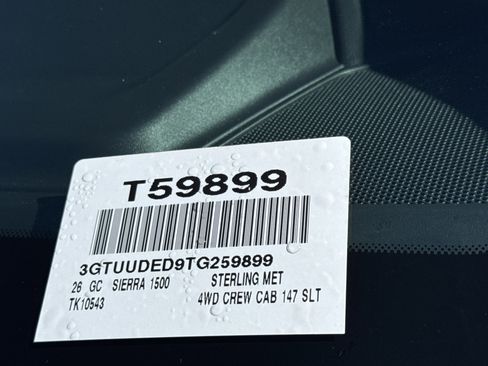 T59899
3GTUUDED9TG259899
26 GC SIERRA 1500 STERLING MET
TK10543 4WD CREW CAB 147 SLT